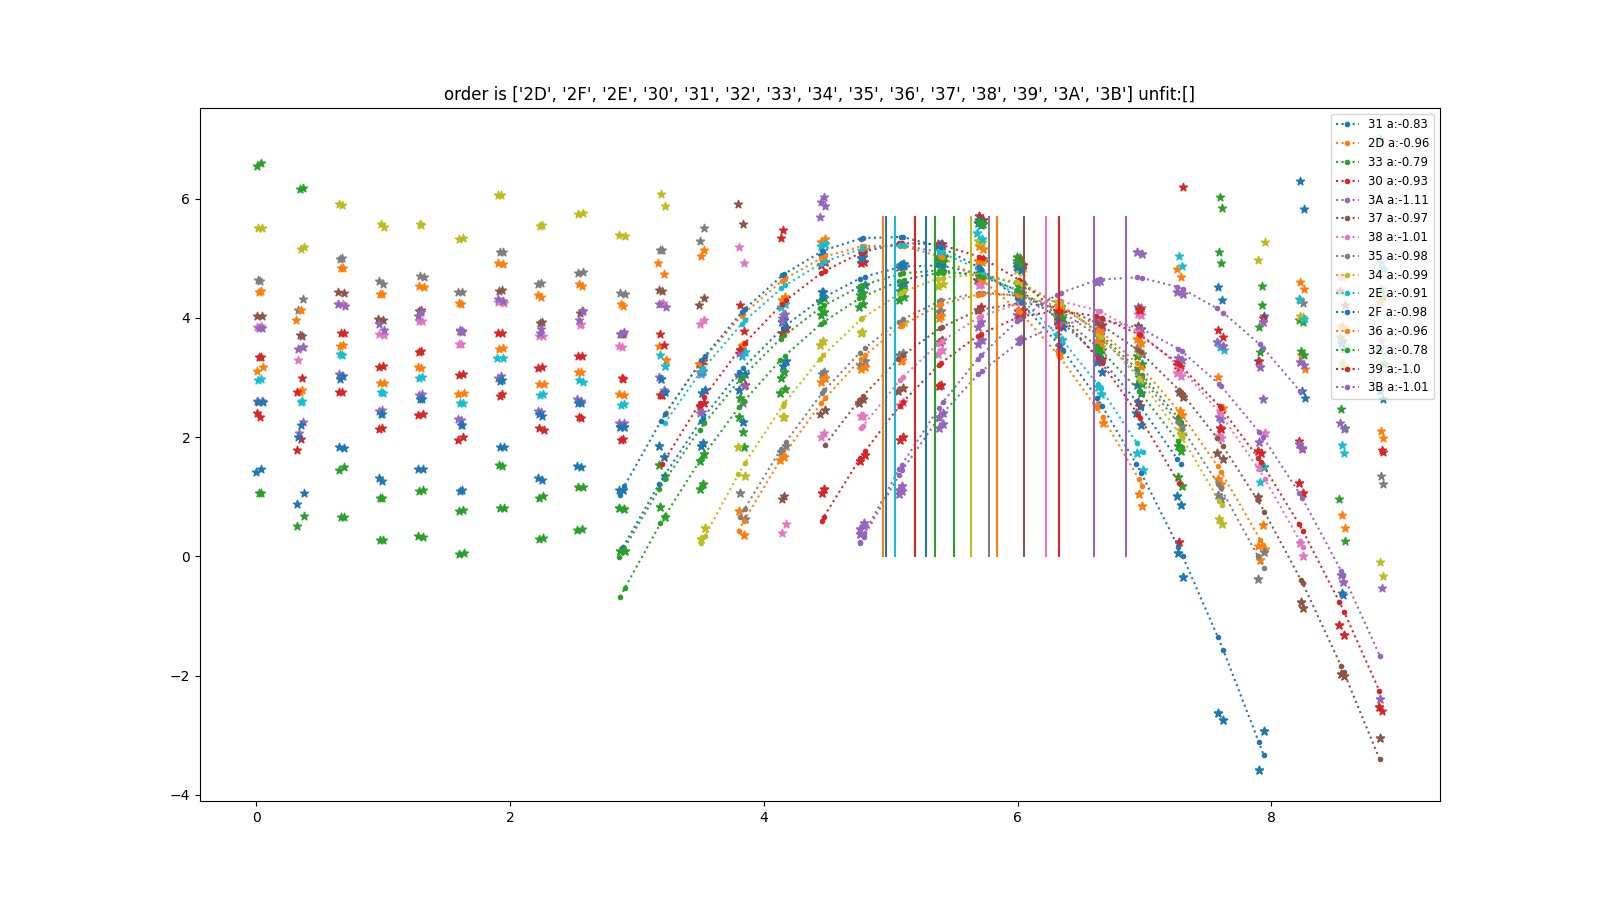 order is ['2D', '2F', '2E', '30', '31', '32', '33', '34', '35', '36', '37', '38', '39', '3A', '3B'] unfit:[]
31 a:-0.83
2D a:-0.96
33 a:-0.79
30 a:-0.93
3A a:-1.11
37 a:-0.97
38 a:-1.01
35 a:-0.98
34 a:-0.99
2E a:-0.91
2F a:-0.98
36 a:-0.96
32 a:-0.78
39 a:-1.0
3B a:-1.01
6
4
2
0
−2
−4
0 2 4 6 8